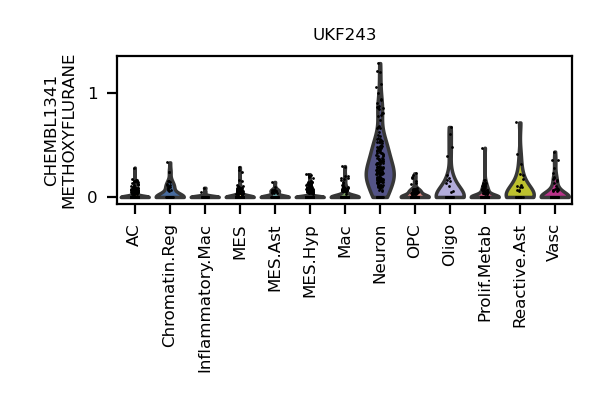 UKF243
CHEMBL1341
METHOXYFLURANE
1
0
AC
Chromatin.Reg
Inflammatory.Mac
MES
MES.Ast
MES.Hyp
Mac
Neuron
OPC
Oligo
Prolif.Metab
Reactive.Ast
Vasc